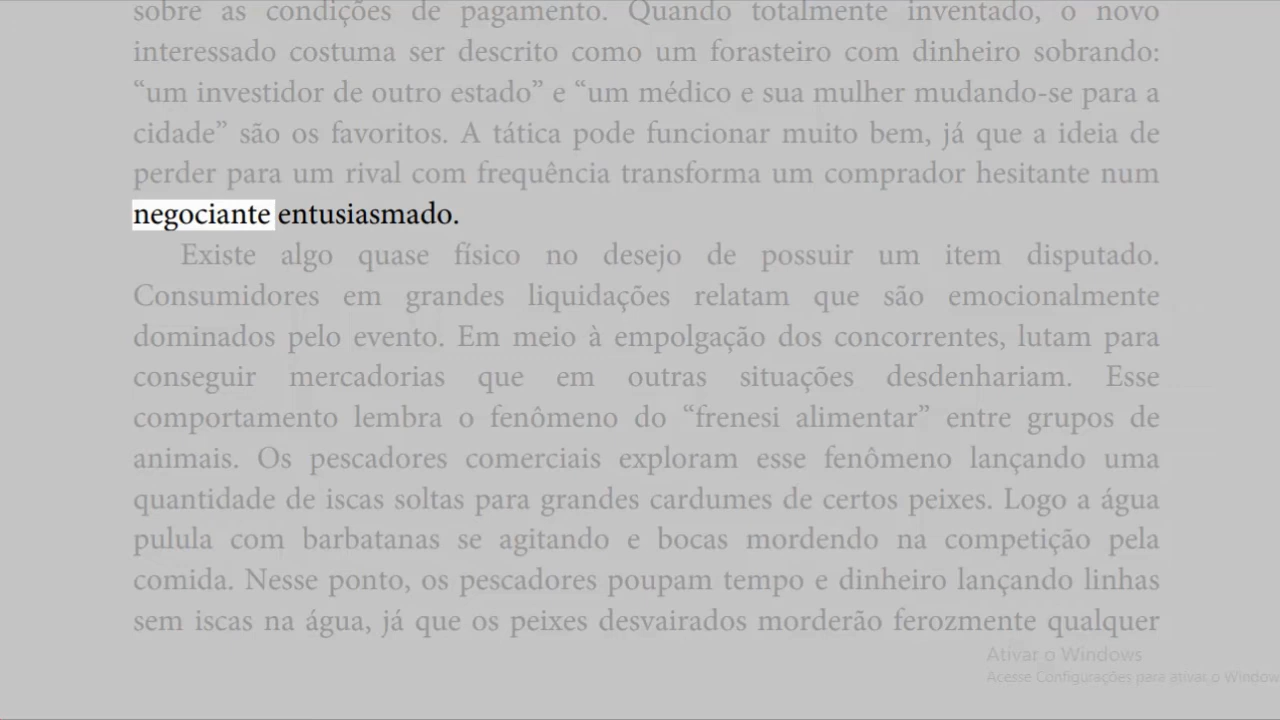 sobre as condições de pagamento. Quando totalmente inventado, o novo
interessado costuma ser descrito como um forasteiro com dinheiro sobrando:
“um investidor de outro estado” e “um médico e sua mulher mudando-se para a
cidade” são os favoritos. A tática pode funcionar muito bem, já que a ideia de
perder para um rival com frequência transforma um comprador hesitante num
negociante entusiasmado.
Existe algo quase físico no desejo de possuir um item disputado.
Consumidores em grandes liquidações relatam que são emocionalmente
dominados pelo evento. Em meio à empolgação dos concorrentes, lutam para
conseguir mercadorias que em outras situações desdenhariam. Esse
comportamento lembra o fenômeno do “frenesi alimentar” entre grupos de
animais. Os pescadores comerciais exploram esse fenômeno lançando uma
quantidade de iscas soltas para grandes cardumes de certos peixes. Logo a água
pulula com barbatanas se agitando e bocas mordendo na competição pela
comida. Nesse ponto, os pescadores poupam tempo e dinheiro lançando linhas
sem iscas na água, já que os peixes desvairados morderão ferozmente qualquer
Ativar o Windows
Acesse Configurações para ativar o Window